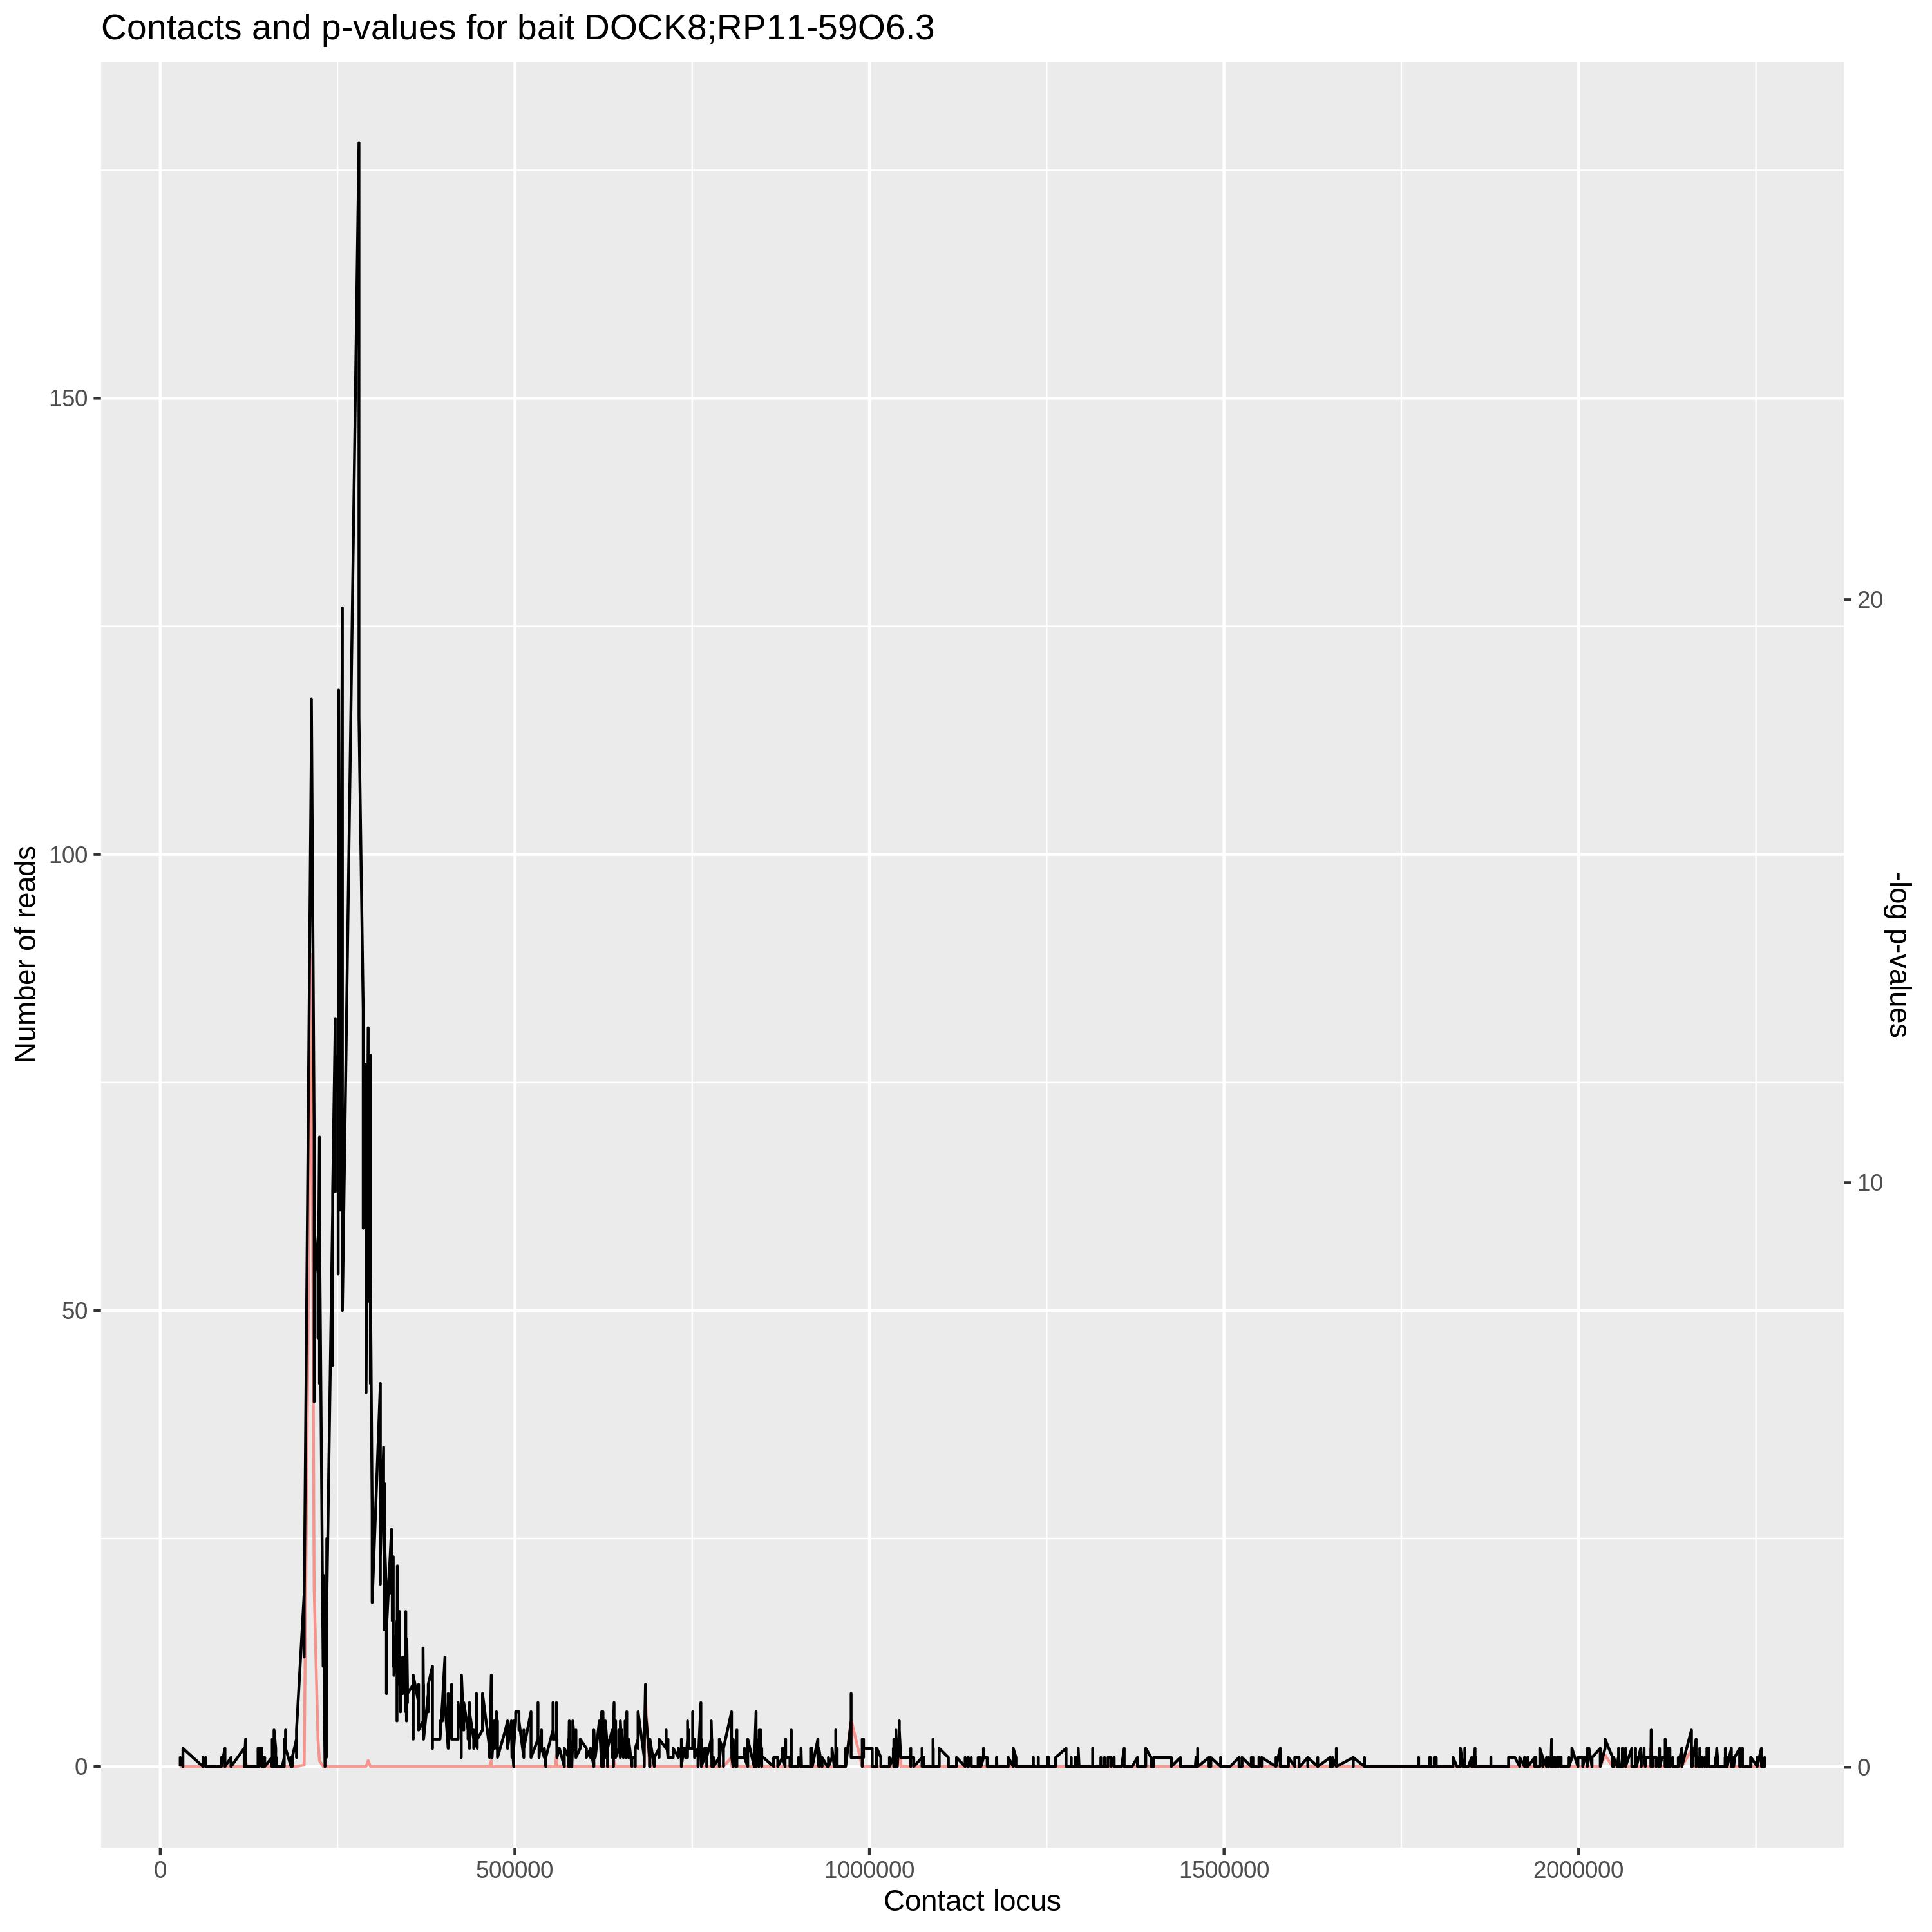 Contacts and p-values for bait DOCK8;RP11-59O6.3
Number of reads
150
100
50
0
20
10
0
-log p-values
0 500000 1000000 1500000 2000000
Contact locus